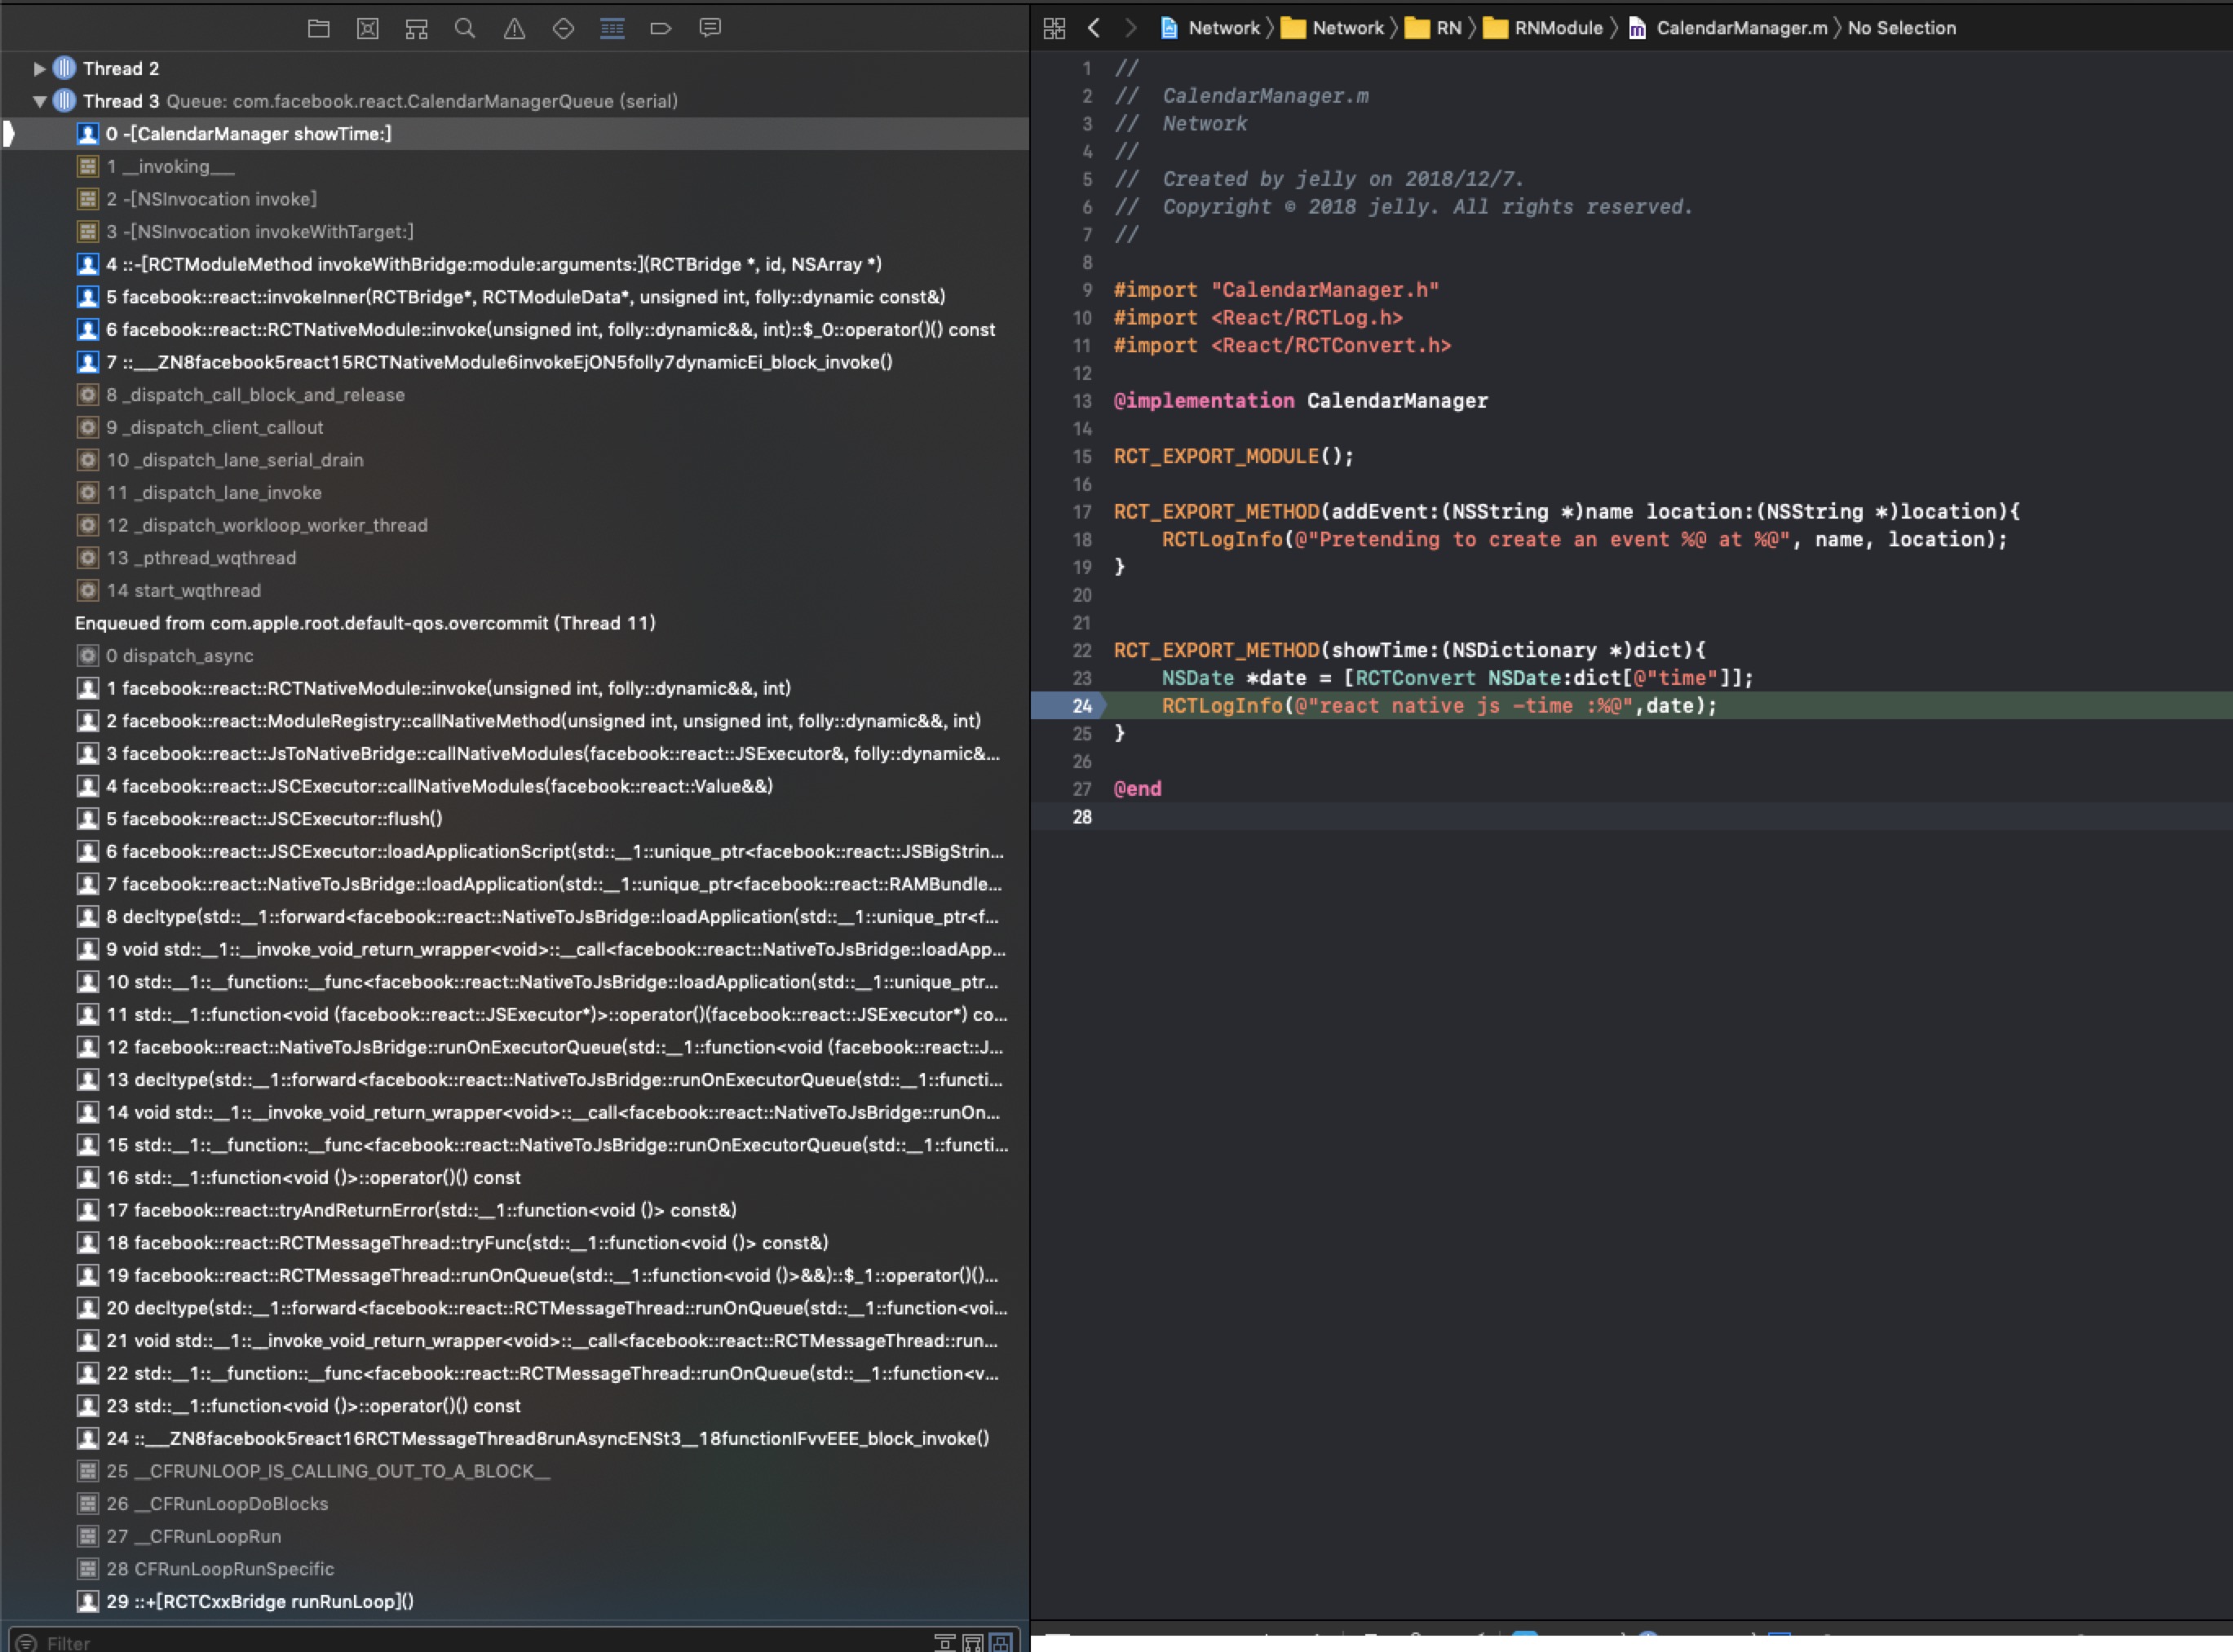 Thread 2
Thread 3 Queue: com.facebook.react.CalendarManagerQueue (serial)
0 -[CalendarManager showTime:]
1 __invoking___
2 -[NSInvocation invoke]
3 -[NSInvocation invokeWithTarget:]
4 ::-[RCTModuleMethod invokeWithBridge:module:arguments:](RCTBridge *, id, NSArray *)
5 facebook::react::invokeInner(RCTBridge*, RCTModuleData*, unsigned int, folly::dynamic const&)
6 facebook::react::RCTNativeModule::invoke(unsigned int, folly::dynamic&&, int)::$_0::operator()() const
7 ::___ZN8facebook5react15RCTNativeModule6invokeEjON5folly7dynamicEi_block_invoke()
8 _dispatch_call_block_and_release
9 _dispatch_client_callout
10 _dispatch_lane_serial_drain
11 _dispatch_lane_invoke
12 _dispatch_workloop_worker_thread
13 _pthread_wqthread
14 start_wqthread
Enqueued from com.apple.root.default-qos.overcommit (Thread 11)
0 dispatch_async
1 facebook::react::RCTNativeModule::invoke(unsigned int, folly::dynamic&&, int)
2 facebook::react::ModuleRegistry::callNativeMethod(unsigned int, unsigned int, folly::dynamic&&, int)
3 facebook::react::JsToNativeBridge::callNativeModules(facebook::react::JSExecutor&, folly::dynamic&...
4 facebook::react::JSCExecutor::callNativeModules(facebook::react::Value&&)
5 facebook::react::JSCExecutor::flush()
6 facebook::react::JSCExecutor::loadApplicationScript(std::__1::unique_ptr<facebook::react::JSBigStrin...
7 facebook::react::NativeToJsBridge::loadApplication(std::__1::unique_ptr<facebook::react::RAMBundle...
8 decltype(std::__1::forward<facebook::react::NativeToJsBridge::loadApplication(std::__1::unique_ptr<f...
9 void std::__1::__invoke_void_return_wrapper<void>::__call<facebook::react::NativeToJsBridge::loadApp...
10 std::__1::__function::__func<facebook::react::NativeToJsBridge::loadApplication(std::__1::unique_ptr...
11 std::__1::function<void (facebook::react::JSExecutor*)>::operator()(facebook::react::JSExecutor*) co...
12 facebook::react::NativeToJsBridge::runOnExecutorQueue(std::__1::function<void (facebook::react::J...
13 decltype(std::__1::forward<facebook::react::NativeToJsBridge::runOnExecutorQueue(std::__1::functi...
14 void std::__1::__invoke_void_return_wrapper<void>::__call<facebook::react::NativeToJsBridge::runOn...
15 std::__1::__function::__func<facebook::react::NativeToJsBridge::runOnExecutorQueue(std::__1::functi...
16 std::__1::function<void ()>::operator()() const
17 facebook::react::tryAndReturnError(std::__1::function<void ()> const&)
18 facebook::react::RCTMessageThread::tryFunc(std::__1::function<void ()> const&)
19 facebook::react::RCTMessageThread::runOnQueue(std::__1::function<void ()>&&)::$_1::operator()()...
20 decltype(std::__1::forward<facebook::react::RCTMessageThread::runOnQueue(std::__1::function<voi...
21 void std::__1::__invoke_void_return_wrapper<void>::__call<facebook::react::RCTMessageThread::run...
22 std::__1::__function::__func<facebook::react::RCTMessageThread::runOnQueue(std::__1::function<v...
23 std::__1::function<void ()>::operator()() const
24 ::___ZN8facebook5react16RCTMessageThread8runAsyncENSt3__18functionIFvvEEE_block_invoke()
25 __CFRUNLOOP_IS_CALLING_OUT_TO_A_BLOCK__
26 __CFRunLoopDoBlocks
27 __CFRunLoopRun
28 CFRunLoopRunSpecific
29 ::+[RCTCxxBridge runRunLoop]()
Filter
Network 〉 Network 〉 RN 〉 RNModule 〉 m CalendarManager.m 〉 No Selection
1 //
2 //  CalendarManager.m
3 //  Network
4 //
5 //  Created by jelly on 2018/12/7.
6 //  Copyright © 2018 jelly. All rights reserved.
7 //
8
9 #import "CalendarManager.h"
10 #import <React/RCTLog.h>
11 #import <React/RCTConvert.h>
12
13 @implementation CalendarManager
14
15 RCT_EXPORT_MODULE();
16
17 RCT_EXPORT_METHOD(addEvent:(NSString *)name location:(NSString *)location){
18     RCTLogInfo(@"Pretending to create an event %@ at %@", name, location);
19 }
20
21
22 RCT_EXPORT_METHOD(showTime:(NSDictionary *)dict){
23     NSDate *date = [RCTConvert NSDate:dict[@"time"]];
24     RCTLogInfo(@"react native js -time :%@",date);
25 }
26
27 @end
28